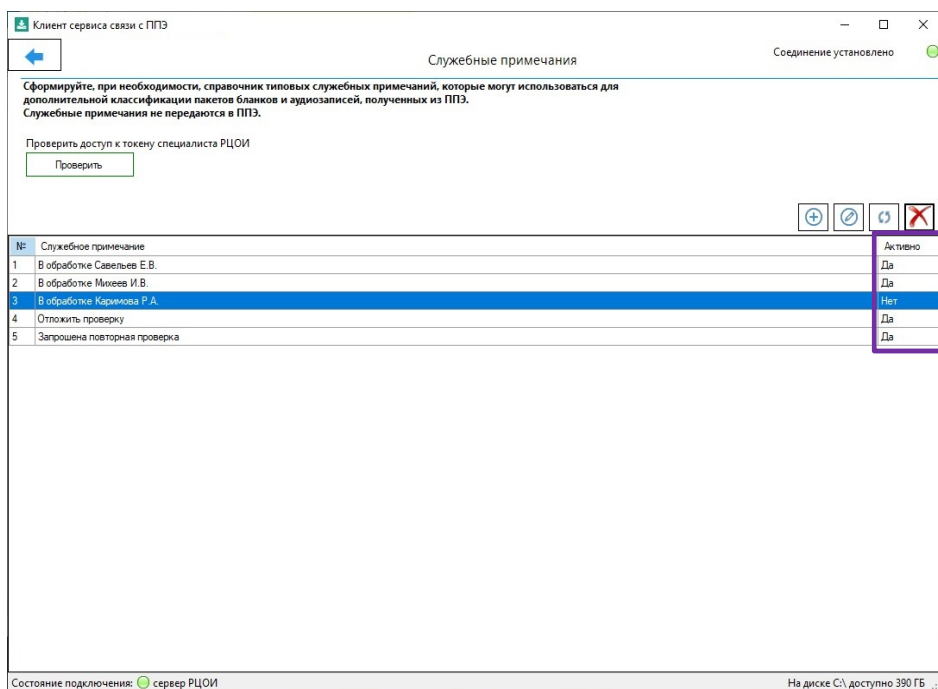 Клиент сервиса связи с ППЭ
Служебные примечания
Соединение установлено
Сформируйте, при необходимости, справочник типовых служебных примечаний, которые могут использоваться для
дополнительной классификации пакетов бланков и аудиозаписей, полученных из ППЭ.
Служебные примечания не передаются в ППЭ.
Проверить доступ к токену специалиста РЦОИ
Проверить
№ Служебное примечание Активно
1 В обработке Савельев Е.В. Да
2 В обработке Михеев И.В. Да
3 В обработке Каримова Р.А. Нет
4 Отложить проверку Да
5 Запрошена повторная проверка Да
Состояние подключения: сервер РЦОИ На диске C:\ доступно 390 ГБ